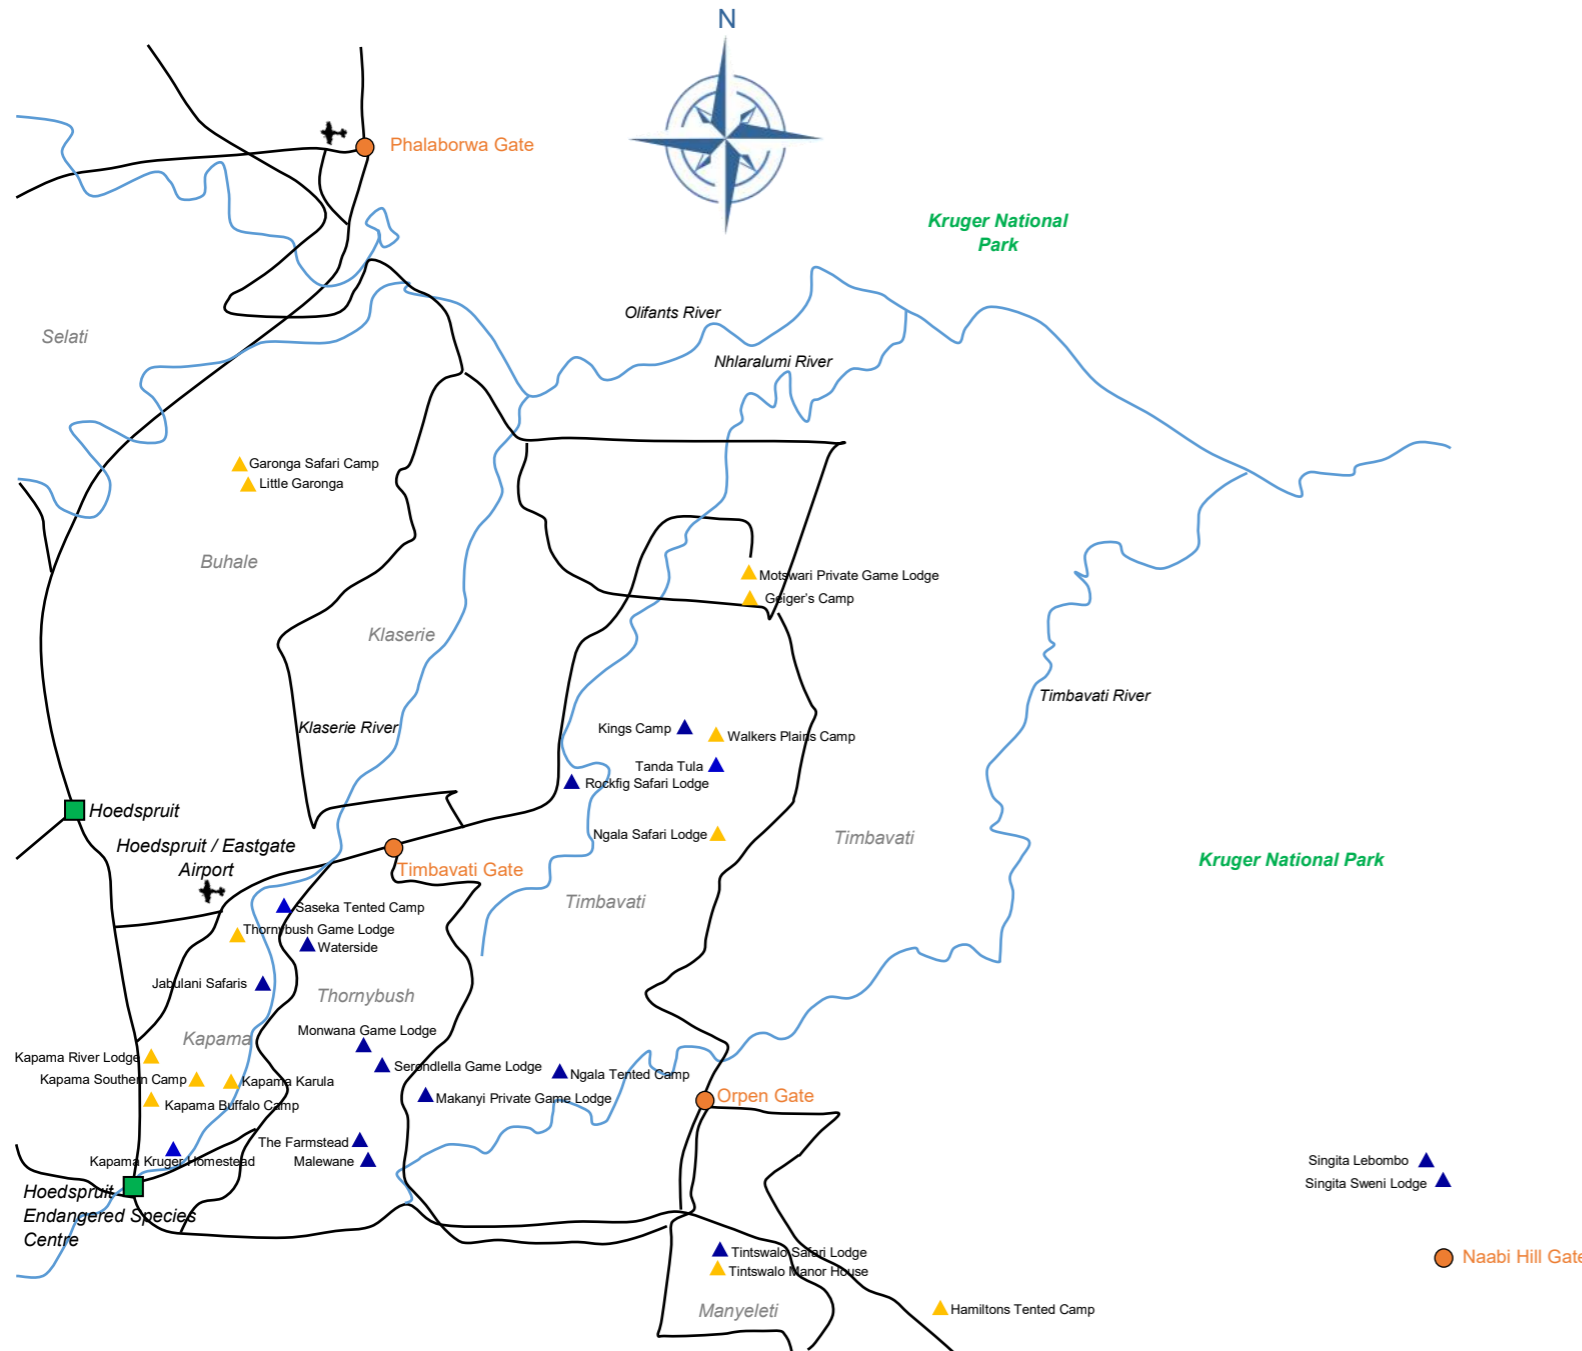 N
Phalaborwa Gate
Kruger National
Park
Olifants River
Selati
Nhlaralumi River
Garonga Safari Camp
Little Garonga
Buhale
Motswari Private Game Lodge
Geiger's Camp
Klaserie
Timbavati River
Klaserie River
Kings Camp
Walkers Plains Camp
Tanda Tula
Rockfig Safari Lodge
Hoedspruit
Ngala Safari Lodge
Timbavati
Hoedspruit / Eastgate
Airport
Kruger National Park
Timbavati Gate
Timbavati
Saseka Tented Camp
Thornybush Game Lodge
Waterside
Jabulani Safaris
Thornybush
Monwana Game Lodge
Kapama
Kapama River Lodge
Serondlella Game Lodge
Ngala Tented Camp
Kapama Southern Camp
Kapama Karula
Makanyi Private Game Lodge
Orpen Gate
Kapama Buffalo Camp
The Farmstead
Malewane
Kapama Kruger Homestead
Singita Lebombo
Singita Sweni Lodge
Hoedspruit
Endangered Species
Centre
Tintswalo Safari Lodge
Tintswalo Manor House
Naabi Hill Gate
Manyeleti
Hamiltons Tented Camp